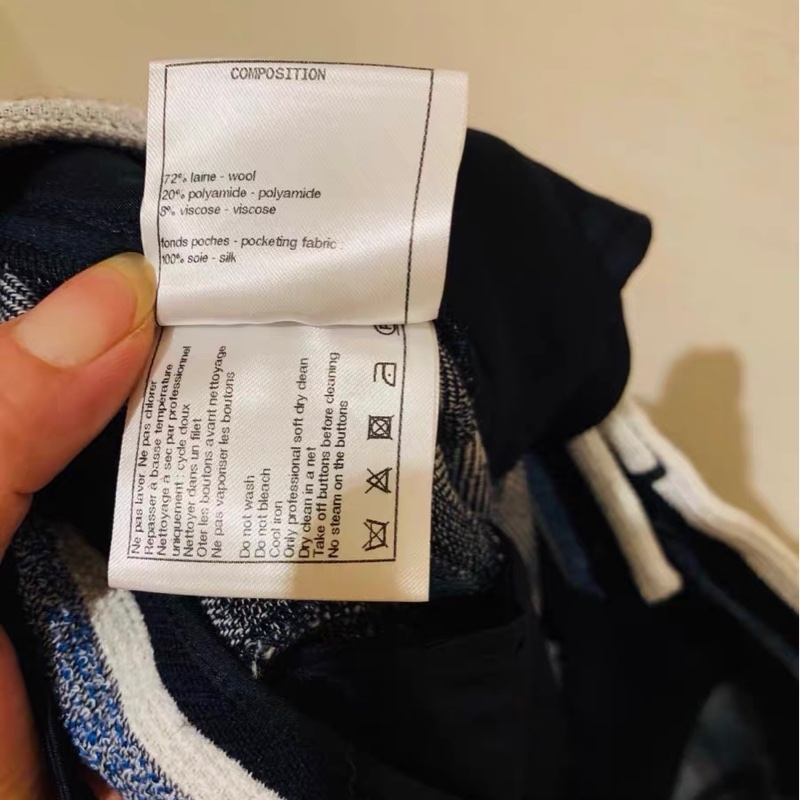 COMPOSITION
72% laine - wool
20% polyamide - polyamide
8% viscose - viscose
fonds poches - pocketing fabric
100% soie - silk
Ne pas laver Ne pas chlorer
Repasser à basse température
Nettoyage à sec par professionnel
uniquement : cycle doux
Nettoyer dans un filet
Oter les boutons avant nettoyage
Ne pas vaporiser les boutons
Do not wash
Do not bleach
Cool iron
Only professional soft dry clean
Dry clean in a net
Take off buttons before cleaning
No steam on the buttons